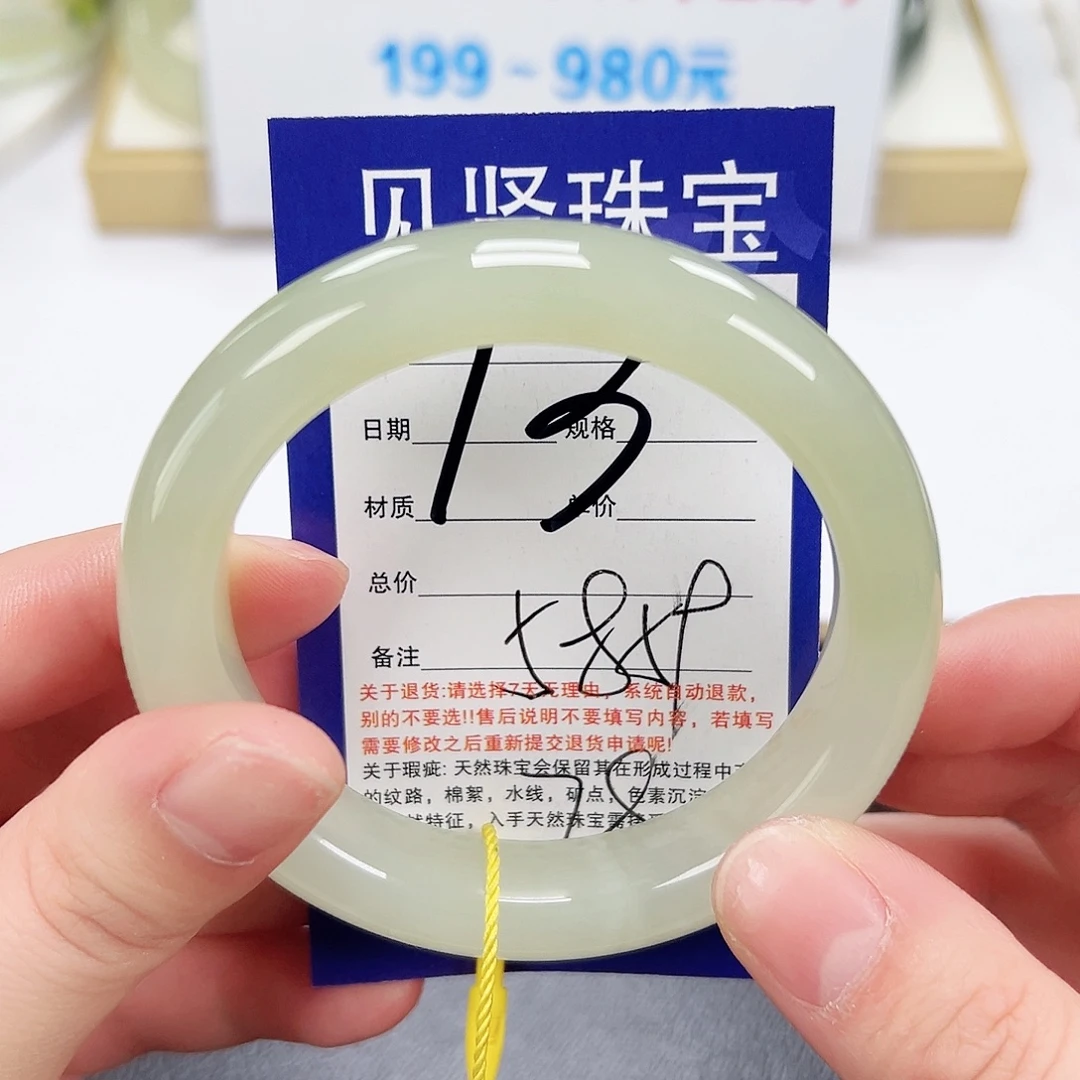 199 ~ 980元
见贤珠宝
13
日期 规格
材质 单价
总价
备注
关于退货:请选择7天无理由，系统自动退款，
别的不要选!!售后说明不要填写内容，若填写
需要修改之后重新提交退货申请呢!
关于瑕疵: 天然珠宝会保留其在形成过程中
的纹路，棉絮，水线，矿点，色素沉淀
特征，入手天然珠宝需
78